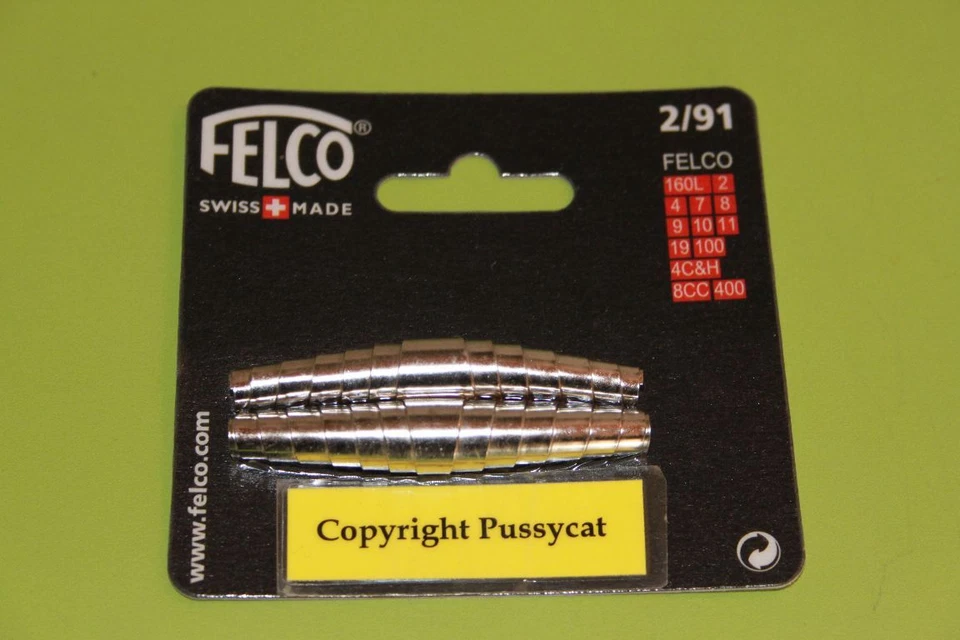 FELCO®
SWISS MADE
2/91
FELCO
160L 2
4 7 8
9 10 11
19 100
4C&H
8CC 400
www.felco.com
Copyright Pussycat